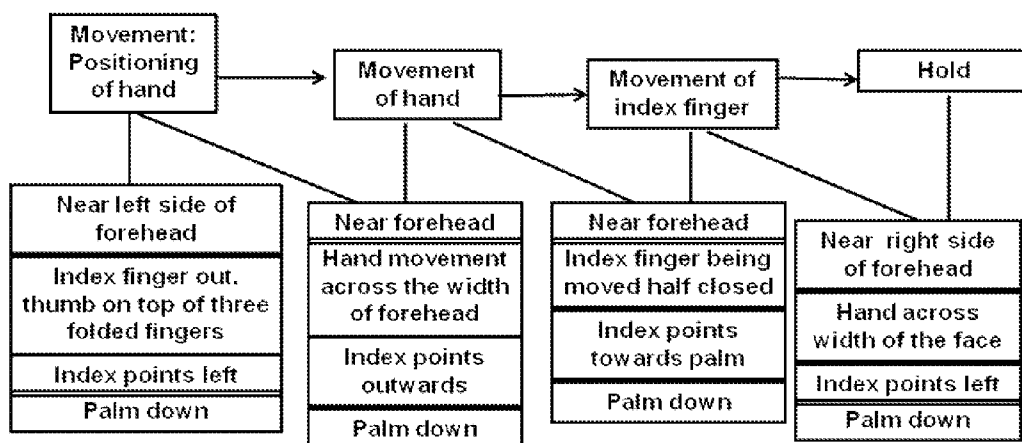 Movement:
Positioning
of hand
Movement
of hand
Movement of
index finger
Hold
Near left side of
forehead
Index finger out.
thumb on top of three
folded fingers
Index points left
Palm down
Near forehead
Hand movement
across the width
of forehead
Index points
outwards
Palm down
Near forehead
Index finger being
moved half closed
Index points
towards palm
Palm down
Near right side
of forehead
Hand across
width of the face
Index points left
Palm down